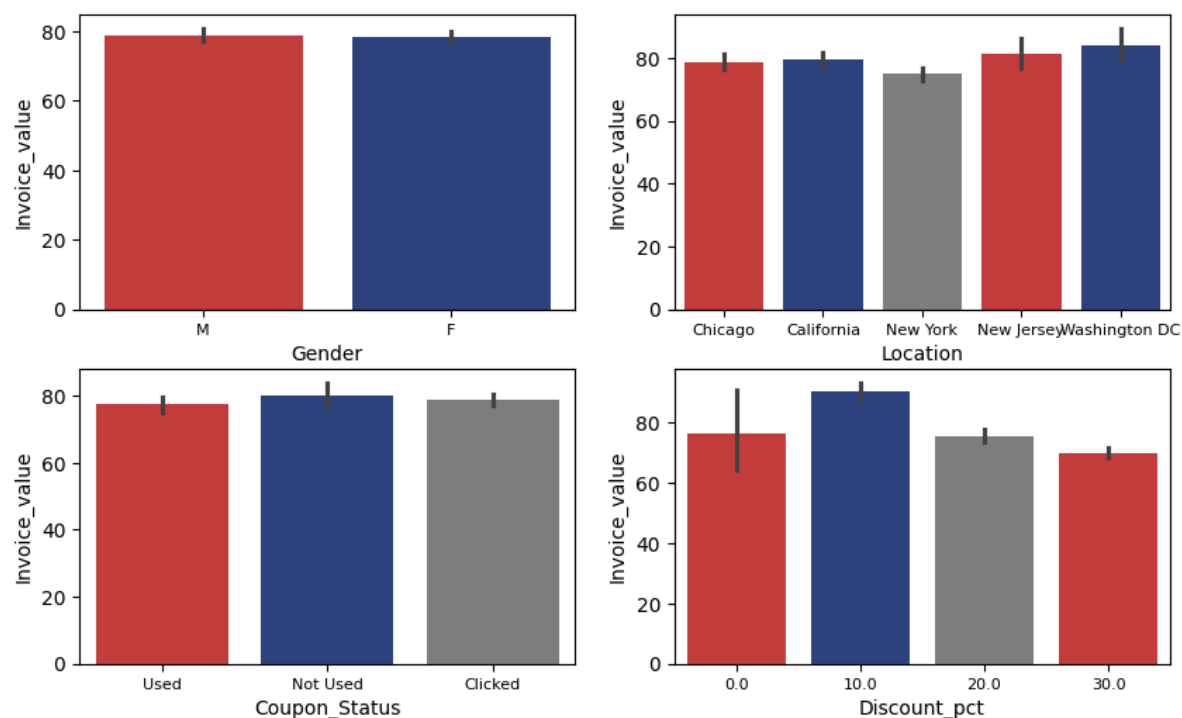 80
60
40
20
0
Invoice_value
M F
Gender
80
60
40
20
0
Invoice_value
Chicago California New York New Jersey Washington DC
Location
80
60
40
20
0
Invoice_value
Used Not Used Clicked
Coupon_Status
80
60
40
20
0
Invoice_value
0.0 10.0 20.0 30.0
Discount_pct